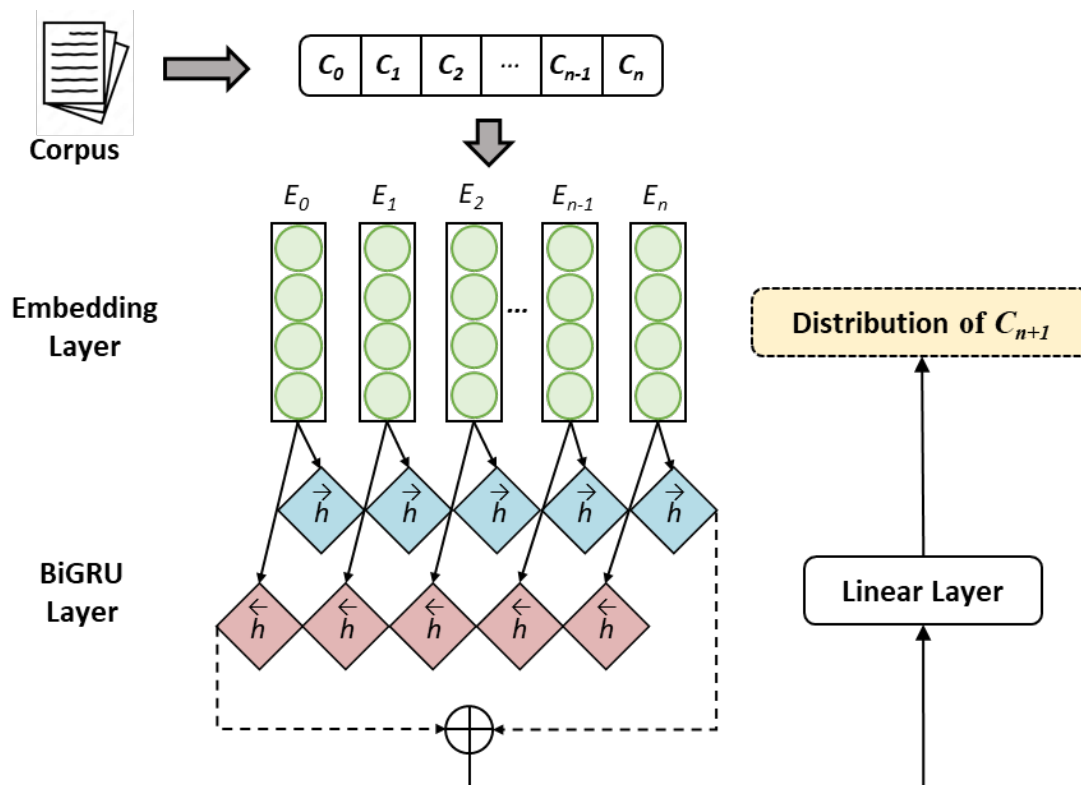 Corpus
C₀ C₁ C₂ ... Cₙ₋₁ Cₙ
E₀ E₁ E₂ Eₙ₋₁ Eₙ
Embedding
Layer
...
Distribution of Cₙ₊₁
→ → → → →
h h h h h
BiGRU
Layer
← ← ← ← ←
h h h h h
Linear Layer